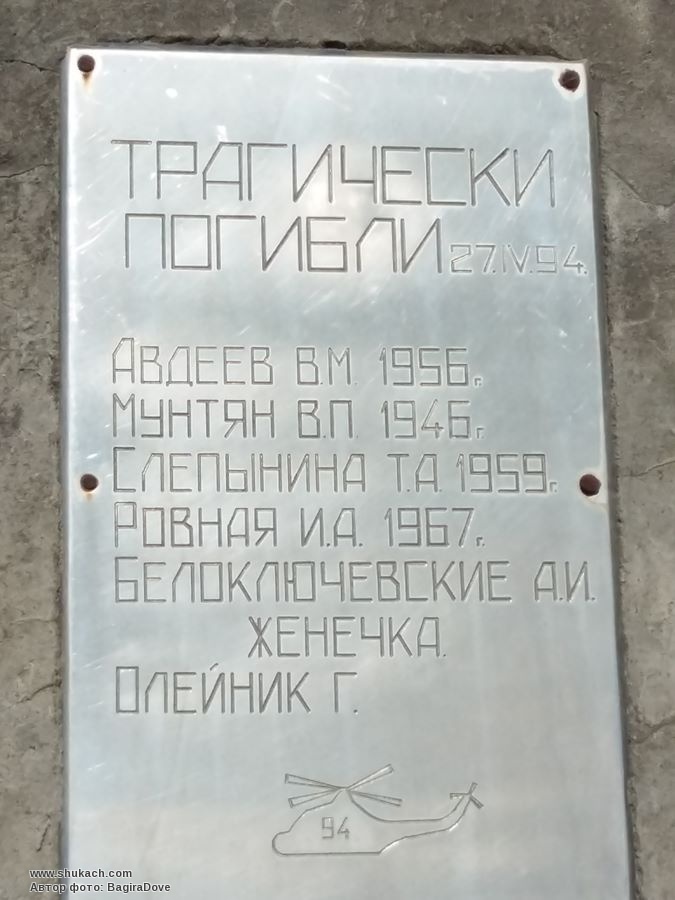 ТРАГИЧЕСКИ
ПОГИБЛИ 27.IV.94.
АВДЕЕВ В.М. 1956г.
МУНТЯН В.П. 1946г.
СЛЕПЫНИНА Т.А. 1959г.
РОВНАЯ И.А. 1967г.
БЕЛОКЛЮЧЕВСКИЕ А.И.
ЖЕНЕЧКА.
ОЛЕЙНИК Г.
94
www.shukach.com
Автор фото: BagiraDove